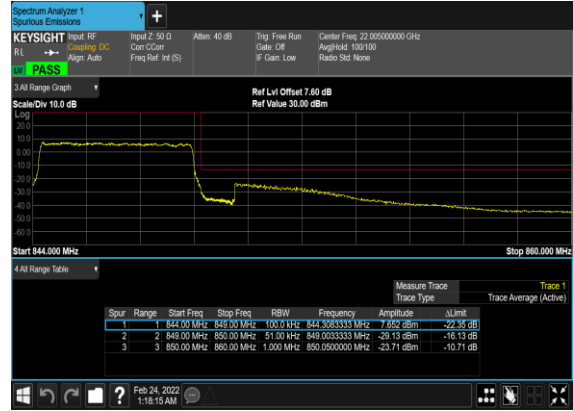 Spectrum Analyzer 1
Spurious Emissions
+
KEYSIGHT Input: RF Input Z: 50 Ω Atten: 40 dB Trig: Free Run Center Freq: 22.005000000 GHz
RL Coupling: DC Corr CCorr Gate: Off Avg|Hold: 100/100
Align: Auto Freq Ref: Int (S) IF Gain: Low Radio Std: None
PASS
3 All Range Graph
Ref Lvl Offset 7.60 dB
Scale/Div 10.0 dB Ref Value 30.00 dBm
Log
20.0
10.0
0.00
-10.0
-20.0
-30.0
-40.0
-50.0
-60.0
Start 844.000 MHz Stop 860.000 MHz
4 All Range Table
Measure Trace Trace 1
Trace Type Trace Average (Active)
Spur Range Start Freq Stop Freq RBW Frequency Amplitude ΔLimit
1 1 844.00 MHz 849.00 MHz 100.0 kHz 844.3083333 MHz 7.652 dBm -22.35 dB
2 2 849.00 MHz 850.00 MHz 51.00 kHz 849.0033333 MHz -29.13 dBm -16.13 dB
3 3 850.00 MHz 860.00 MHz 1.000 MHz 850.0500000 MHz -23.71 dBm -10.71 dB
? Feb 24, 2022
1:18:15 AM